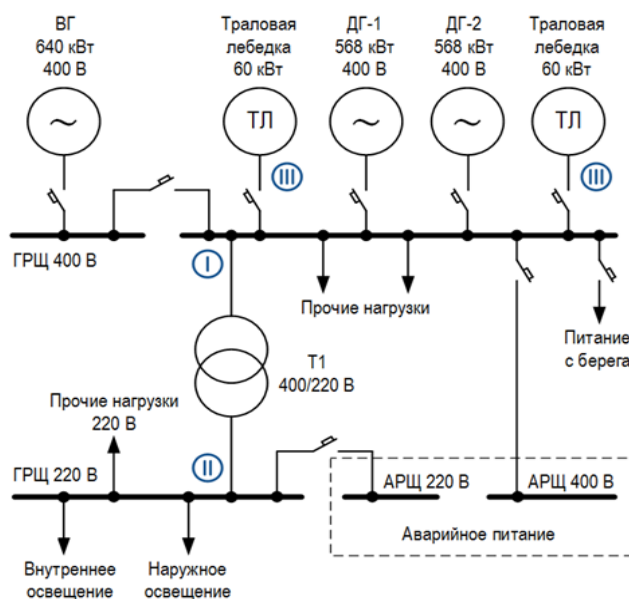 ВГ
640 кВт
400 В
Траловая
лебедка
60 кВт
ДГ-1
568 кВт
400 В
ДГ-2
568 кВт
400 В
Траловая
лебедка
60 кВт
~
ТЛ
~
~
ТЛ
III
III
ГРЩ 400 В
I
Прочие нагрузки
Питание
с берега
Т1
400/220 В
Прочие нагрузки
220 В
ГРЩ 220 В
II
АРЩ 220 В
АРЩ 400 В
Аварийное питание
Внутреннее
освещение
Наружное
освещение